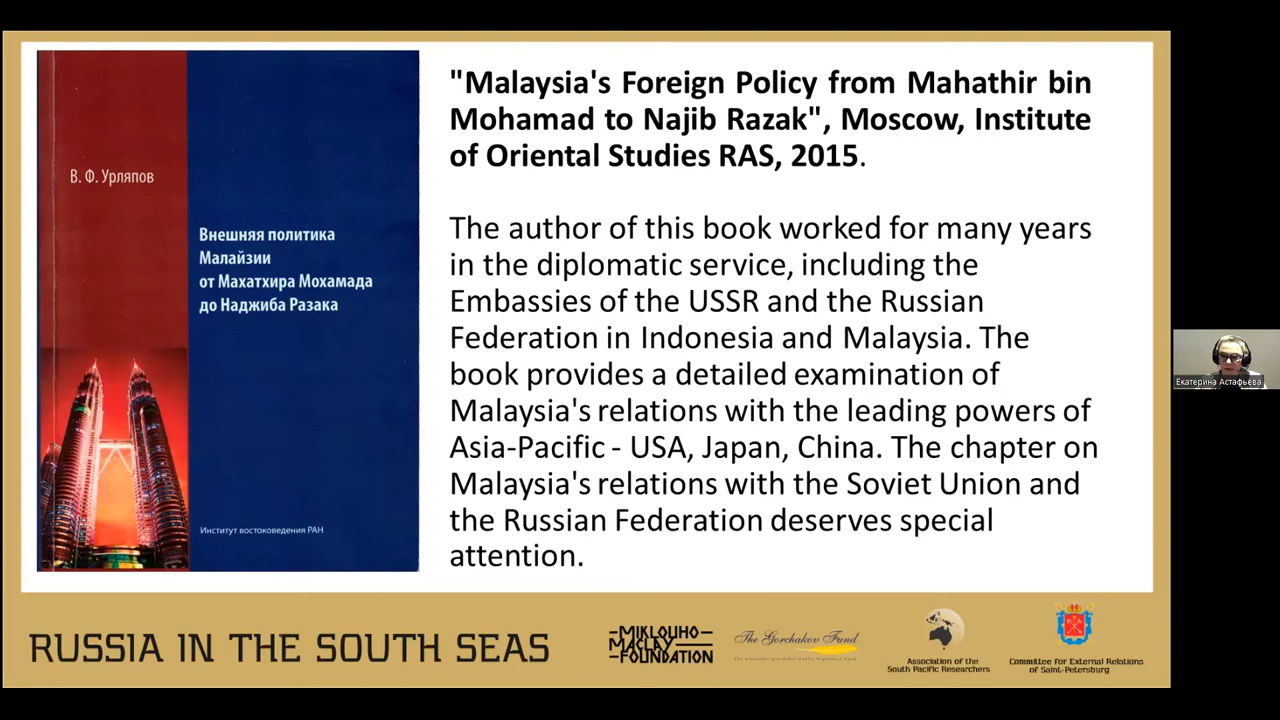 В. Ф. Урляпов
Внешняя политика
Малайзии
от Махатхира Мохамада
до Наджиба Разака
Институт востоковедения РАН
"Malaysia's Foreign Policy from Mahathir bin
Mohamad to Najib Razak", Moscow, Institute
of Oriental Studies RAS, 2015.
The author of this book worked for many years
in the diplomatic service, including the
Embassies of the USSR and the Russian
Federation in Indonesia and Malaysia. The
book provides a detailed examination of
Malaysia's relations with the leading powers of
Asia-Pacific - USA, Japan, China. The chapter on
Malaysia's relations with the Soviet Union and
the Russian Federation deserves special
attention.
Екатерина Астафьева
RUSSIA IN THE SOUTH SEAS
MIKLOUHO
MACLAY
FOUNDATION
The Gorchakov Fund
The Alexander Gorchakov Public Diplomacy Fund
Association of the
South Pacific Researchers
Committee for External Relations
of Saint-Petersburg